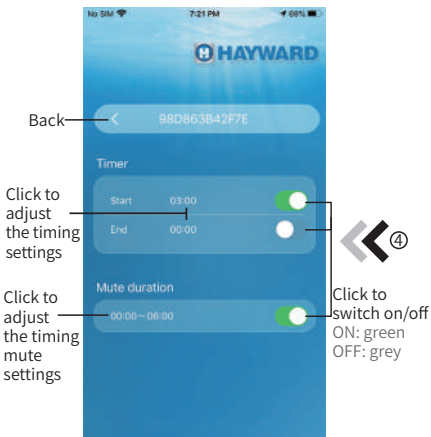 No SIM 7:21 PM 66%
HAYWARD
Back
98D863B42F7E
Timer
Click to
adjust
the timing
settings
Start 03:00
End 00:00
④
Mute duration
Click to
adjust
the timing
mute
settings
00:00~06:00
Click to
switch on/off
ON: green
OFF: grey